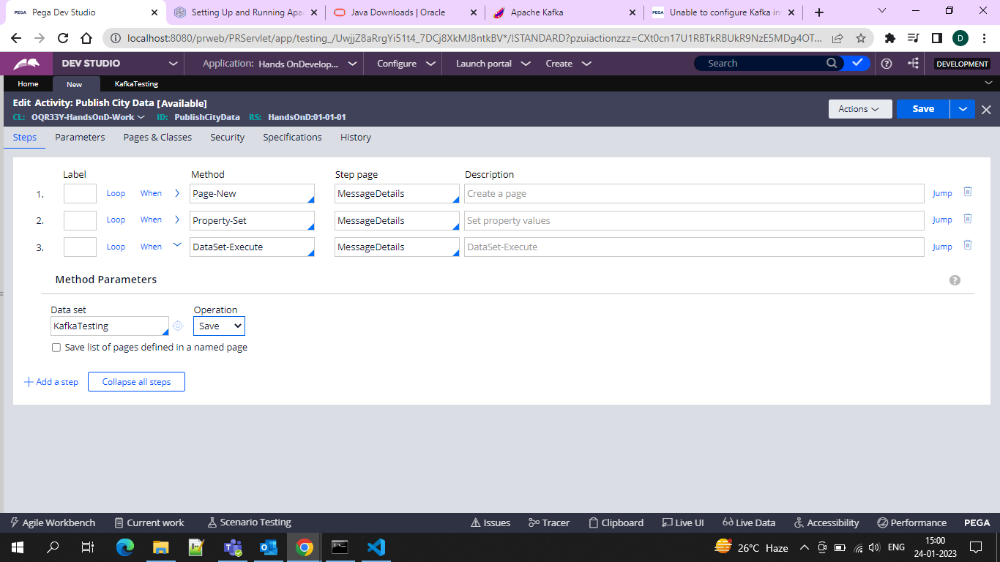 PEGA Pega Dev Studio
Setting Up and Running Apac
Java Downloads | Oracle
Apache Kafka
PEGA Unable to configure Kafka ins
localhost:8080/prweb/PRServlet/app/testing_/UwjjZ8aRrgYi51t4_7DCj8XkMJ8ntkBV*/!STANDARD?pzuiactionzzz=CXt0cn17U1RBTkRBUkR9NzE5MDg4OT...
D
DEV STUDIO
Application: Hands OnDevelop...
Configure
Launch portal
Create
Search
DEVELOPMENT
Home
New
KafkaTesting
Edit Activity: Publish City Data [Available]
CL: OQR33Y-HandsOnD-Work ID: PublishCityData RS: HandsOnD:01-01-01
Actions
Save
Steps Parameters Pages & Classes Security Specifications History
Label Method Step page Description
1. Loop When Page-New MessageDetails Create a page Jump
2. Loop When Property-Set MessageDetails Set property values Jump
3. Loop When DataSet-Execute MessageDetails DataSet-Execute Jump
Method Parameters
?
Data set Operation
KafkaTesting Save
Save list of pages defined in a named page
Add a step Collapse all steps
Agile Workbench Current work Scenario Testing Issues Tracer Clipboard Live UI Live Data Accessibility Performance PEGA
26°C Haze
ENG
15:00
24-01-2023